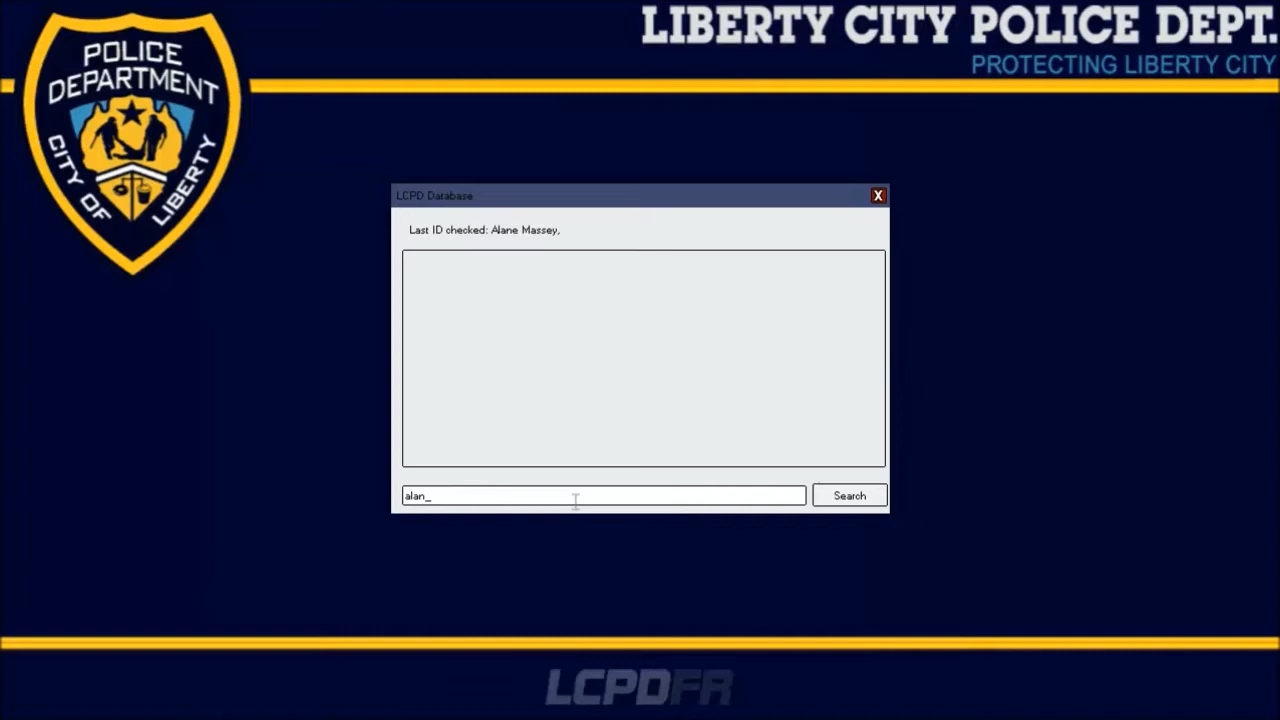 LIBERTY CITY POLICE DEPT.
PROTECTING LIBERTY CITY
POLICE
DEPARTMENT
CITY OF
LIBERTY
LCPD Database
X
Last ID checked: Alane Massey,
alan_
Search
LCPDFR